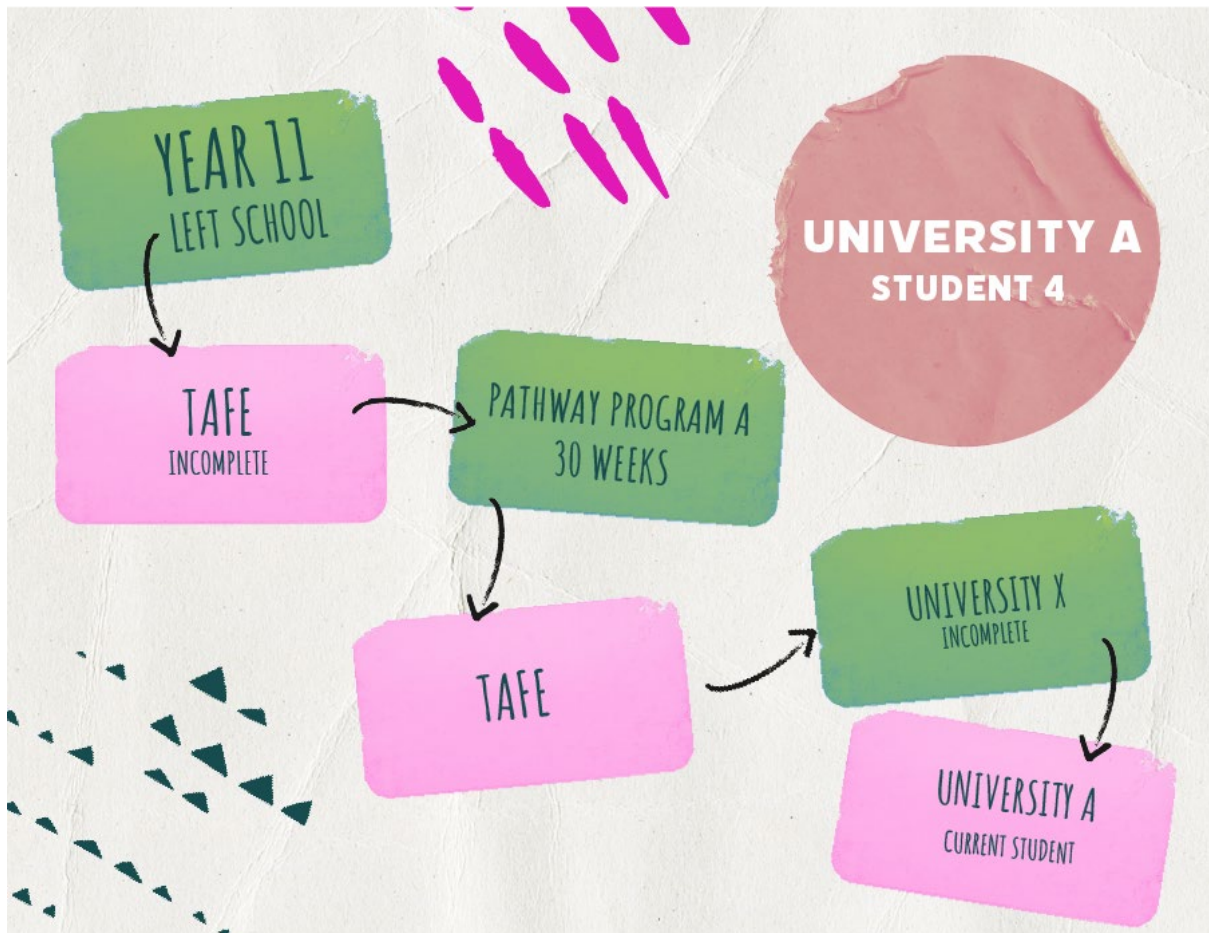 YEAR 11
LEFT SCHOOL
UNIVERSITY A
STUDENT 4
TAFE
INCOMPLETE
PATHWAY PROGRAM A
30 WEEKS
TAFE
UNIVERSITY X
INCOMPLETE
UNIVERSITY A
CURRENT STUDENT